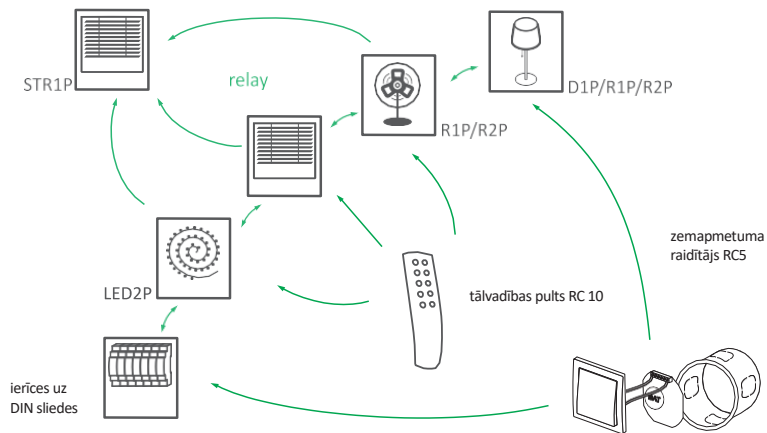 STR1P
relay
R1P/R2P
D1P/R1P/R2P
zemapmetuma
raidītājs RC5
LED2P
tālvadības pults RC 10
ierīces uz
DIN sliedes